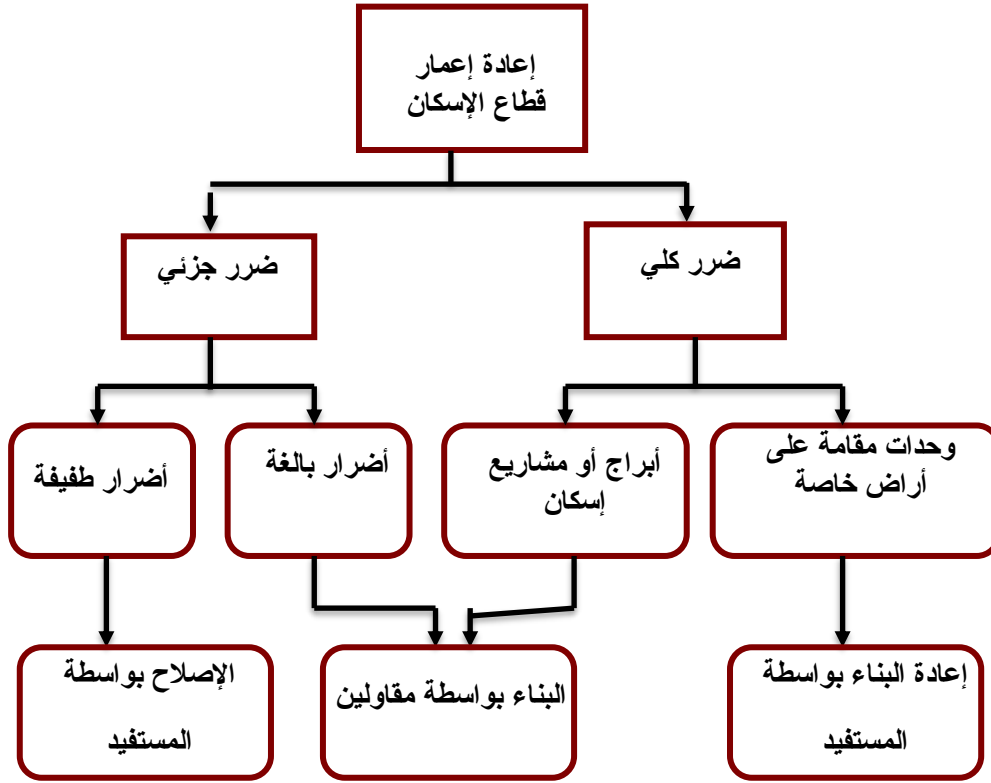 إعادة إعمار
قطاع الإسكان
ضرر كلي
ضرر جزئي
وحدات مقامة على
أراض خاصة
أبراج أو مشاريع
إسكان
أضرار بالغة
أضرار طفيفة
إعادة البناء بواسطة
المستفيد
البناء بواسطة مقاولين
الإصلاح بواسطة
المستفيد